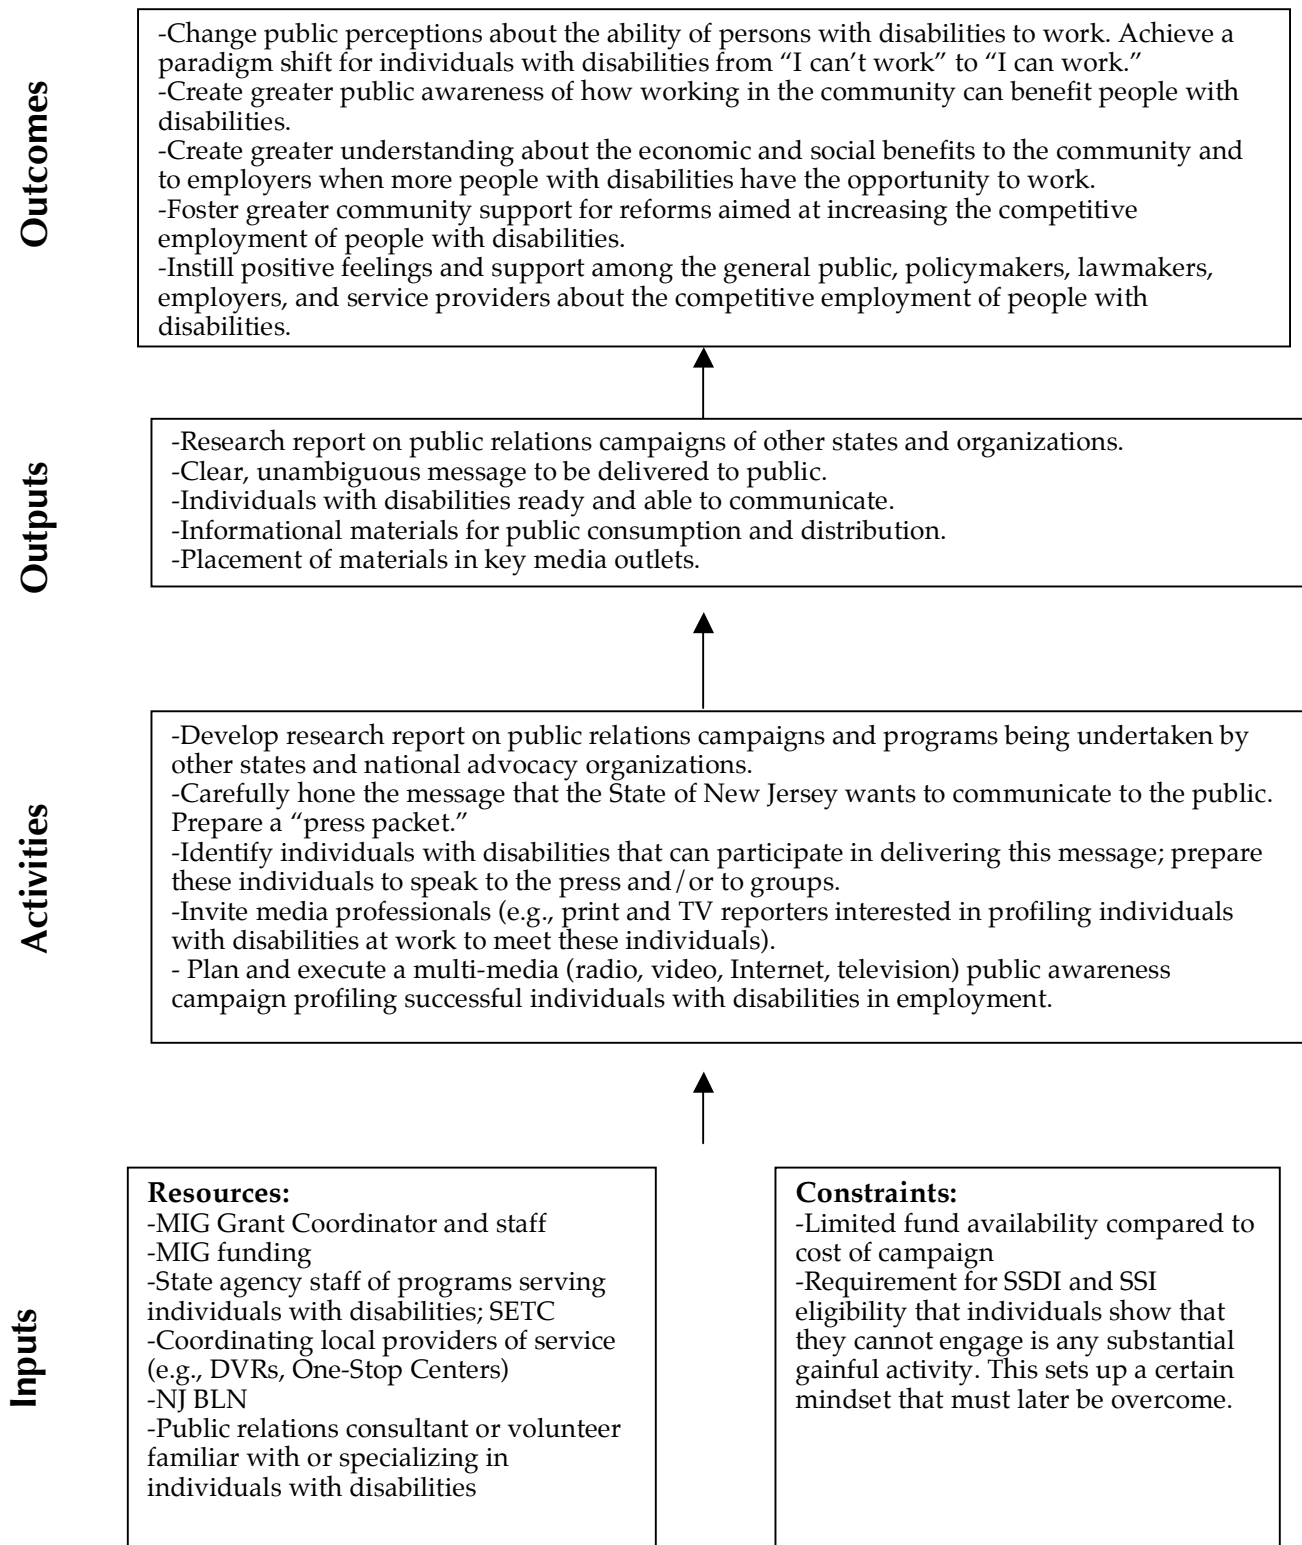 Outcomes
-Change public perceptions about the ability of persons with disabilities to work. Achieve a
paradigm shift for individuals with disabilities from “I can’t work” to “I can work.”
-Create greater public awareness of how working in the community can benefit people with
disabilities.
-Create greater understanding about the economic and social benefits to the community and
to employers when more people with disabilities have the opportunity to work.
-Foster greater community support for reforms aimed at increasing the competitive
employment of people with disabilities.
-Instill positive feelings and support among the general public, policymakers, lawmakers,
employers, and service providers about the competitive employment of people with
disabilities.
Outputs
-Research report on public relations campaigns of other states and organizations.
-Clear, unambiguous message to be delivered to public.
-Individuals with disabilities ready and able to communicate.
-Informational materials for public consumption and distribution.
-Placement of materials in key media outlets.
Activities
-Develop research report on public relations campaigns and programs being undertaken by
other states and national advocacy organizations.
-Carefully hone the message that the State of New Jersey wants to communicate to the public.
Prepare a “press packet.”
-Identify individuals with disabilities that can participate in delivering this message; prepare
these individuals to speak to the press and/or to groups.
-Invite media professionals (e.g., print and TV reporters interested in profiling individuals
with disabilities at work to meet these individuals).
- Plan and execute a multi-media (radio, video, Internet, television) public awareness
campaign profiling successful individuals with disabilities in employment.
Inputs
Resources:
-MIG Grant Coordinator and staff
-MIG funding
-State agency staff of programs serving
individuals with disabilities; SETC
-Coordinating local providers of service
(e.g., DVRs, One-Stop Centers)
-NJ BLN
-Public relations consultant or volunteer
familiar with or specializing in
individuals with disabilities
Constraints:
-Limited fund availability compared to
cost of campaign
-Requirement for SSDI and SSI
eligibility that individuals show that
they cannot engage is any substantial
gainful activity. This sets up a certain
mindset that must later be overcome.